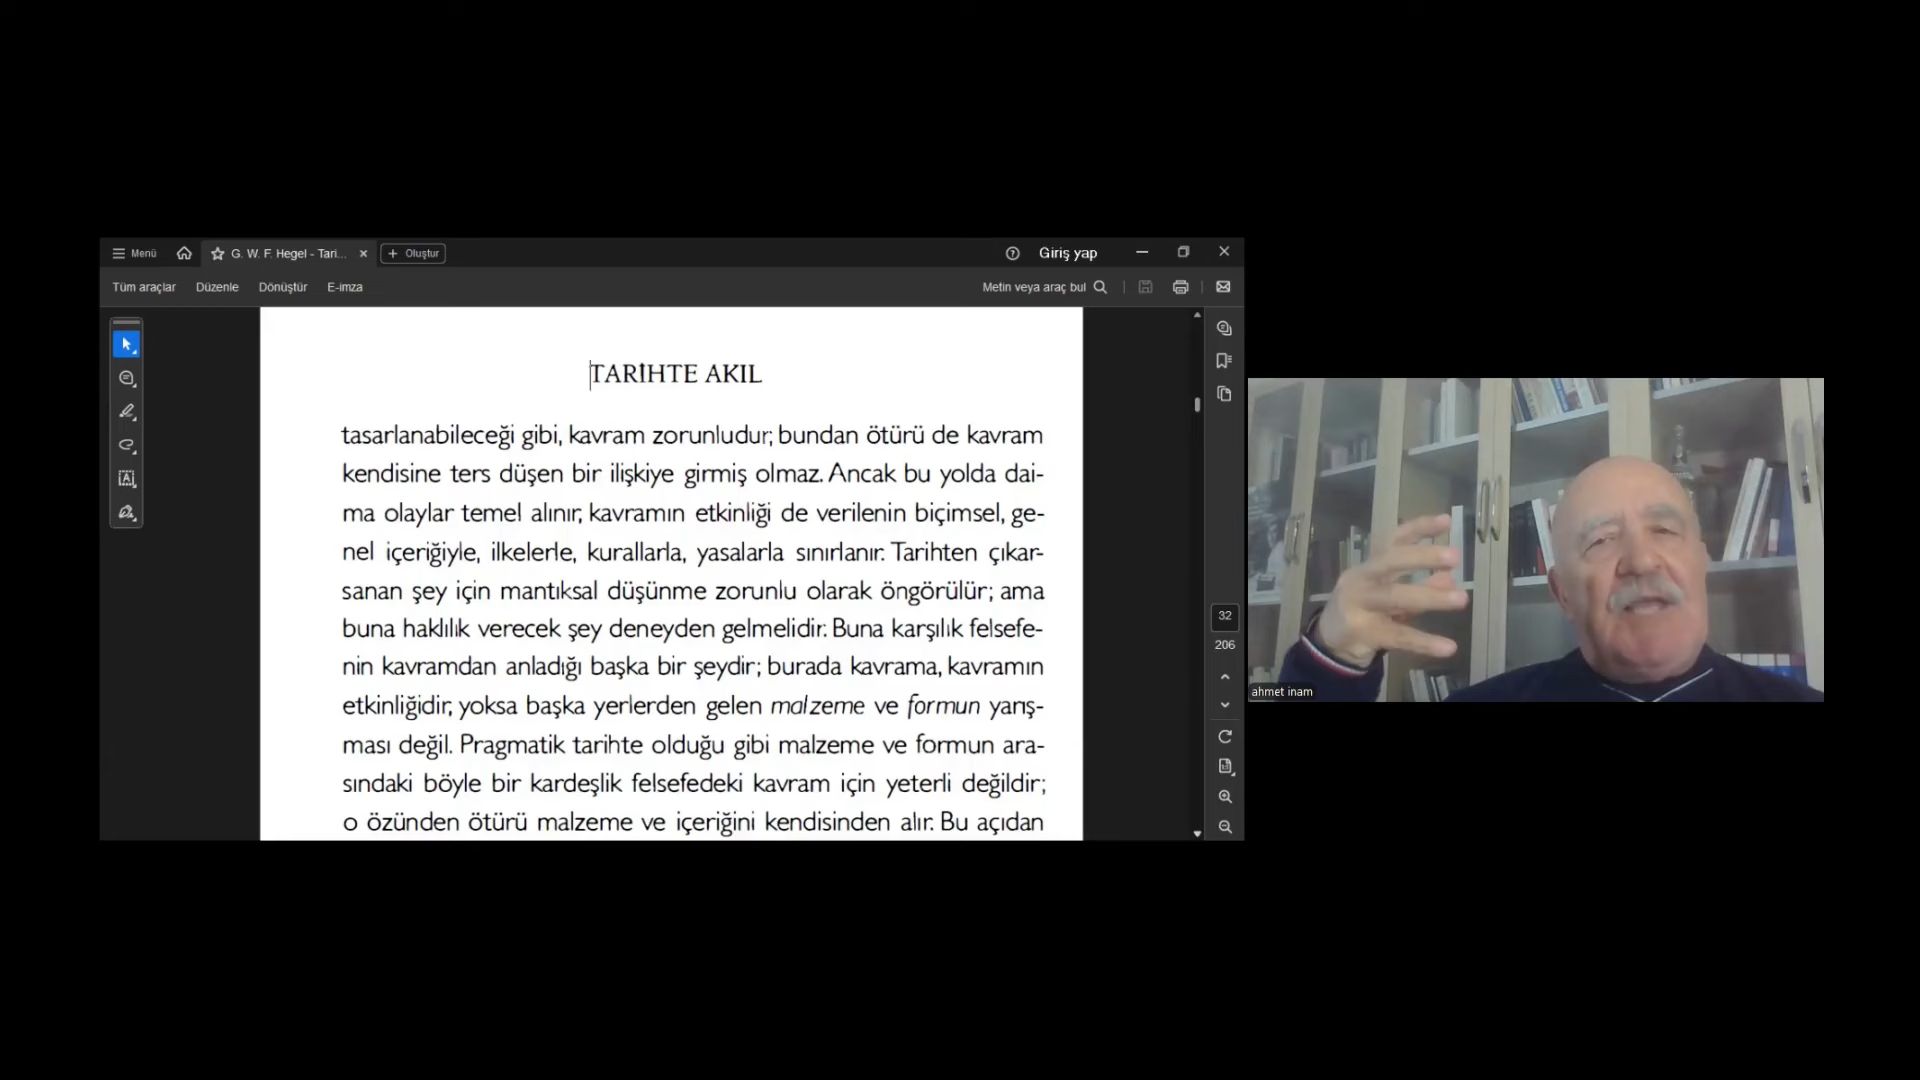 Menü
G. W. F. Hegel - Tari...
Oluştur
Giriş yap
Tüm araçlar
Düzenle
Dönüştür
E-imza
Metin veya araç bul
TARİHTE AKIL
tasarlanabileceği gibi, kavram zorunludur; bundan ötürü de kavram
kendisine ters düşen bir ilişkiye girmiş olmaz. Ancak bu yolda dai-
ma olaylar temel alınır, kavramın etkinliği de verilenin biçimsel, ge-
nel içeriğiyle, ilkelerle, kurallarla, yasalarla sınırlanır. Tarihten çıkar-
sanan şey için mantıksal düşünme zorunlu olarak öngörülür; ama
buna haklılık verecek şey deneyden gelmelidir. Buna karşılık felsefe-
nin kavramdan anladığı başka bir şeydir; burada kavrama, kavramın
etkinliğidir, yoksa başka yerlerden gelen malzeme ve formun yarış-
ması değil. Pragmatik tarihte olduğu gibi malzeme ve formun ara-
sındaki böyle bir kardeşlik felsefedeki kavram için yeterli değildir;
o özünden ötürü malzeme ve içeriğini kendisinden alır. Bu açıdan
32
206
ahmet inam